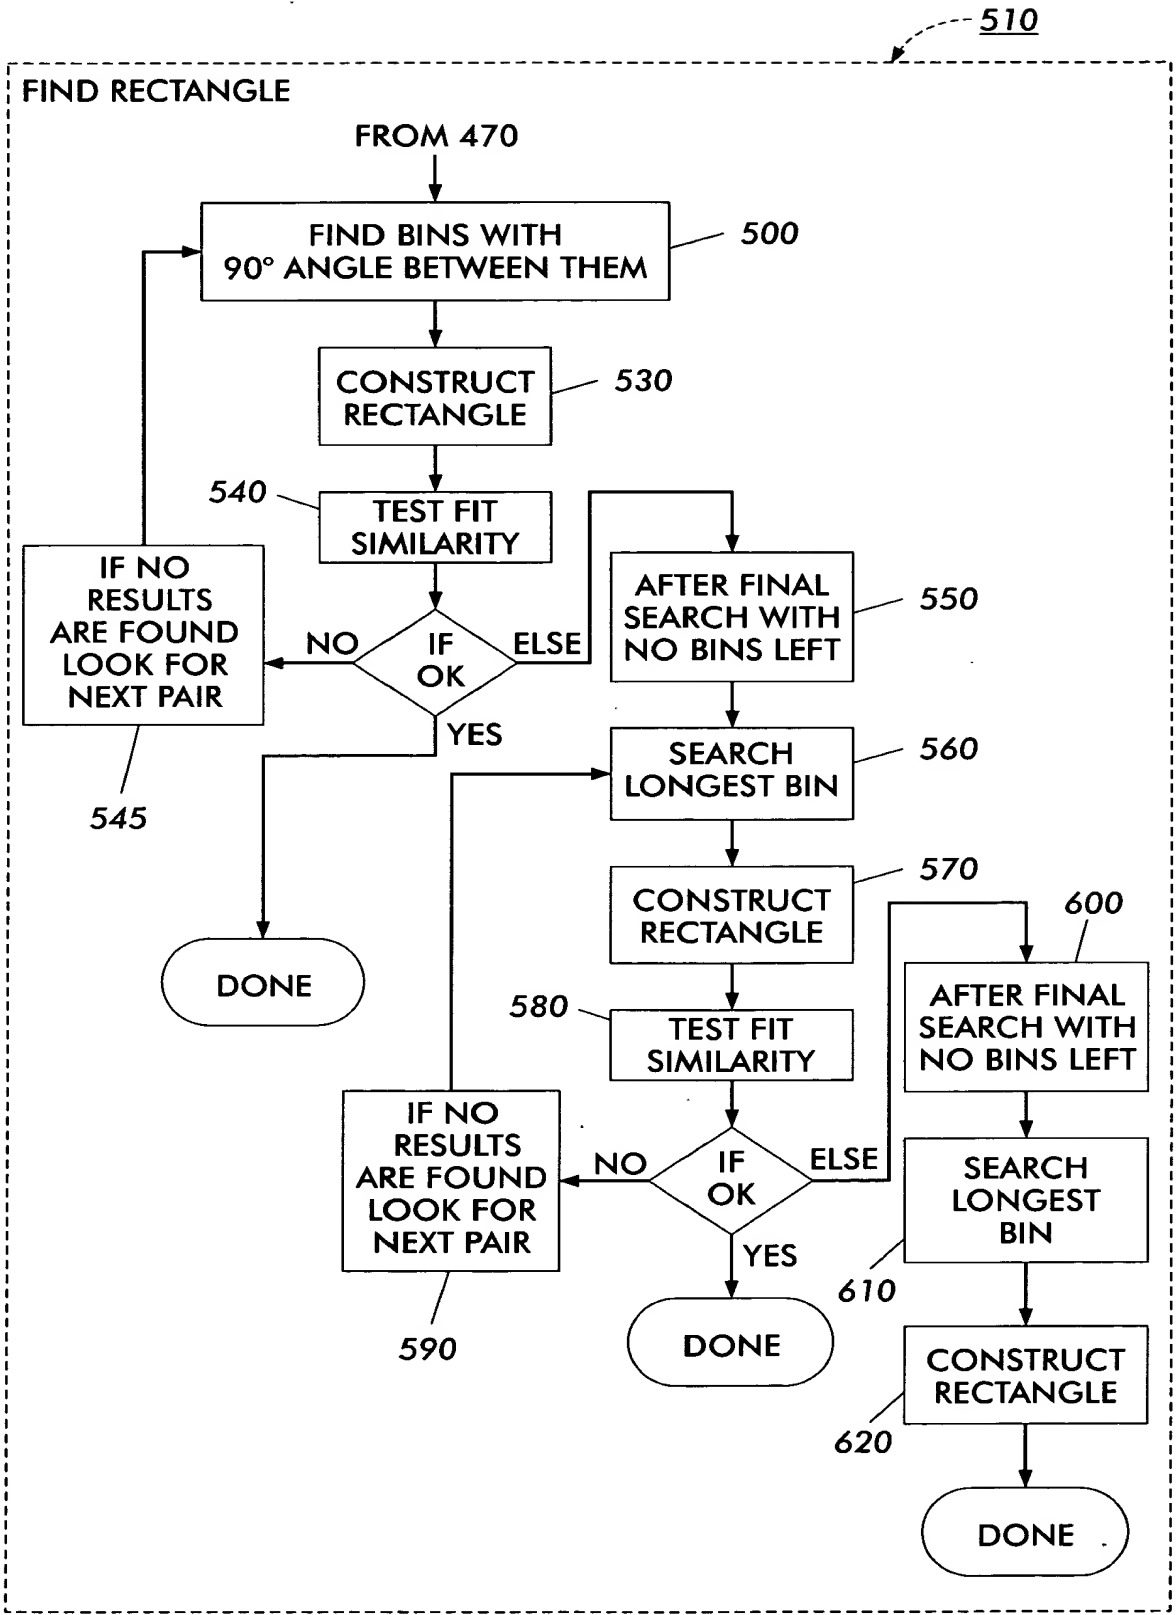 510
FIND RECTANGLE
FROM 470
FIND BINS WITH
90° ANGLE BETWEEN THEM
500
CONSTRUCT
RECTANGLE
530
540
TEST FIT
SIMILARITY
IF NO
RESULTS
ARE FOUND
LOOK FOR
NEXT PAIR
545
NO
IF
OK
ELSE
YES
DONE
AFTER FINAL
SEARCH WITH
NO BINS LEFT
550
SEARCH
LONGEST BIN
560
CONSTRUCT
RECTANGLE
570
580
TEST FIT
SIMILARITY
IF NO
RESULTS
ARE FOUND
LOOK FOR
NEXT PAIR
590
NO
IF
OK
ELSE
YES
DONE
600
AFTER FINAL
SEARCH WITH
NO BINS LEFT
SEARCH
LONGEST
BIN
610
CONSTRUCT
RECTANGLE
620
DONE